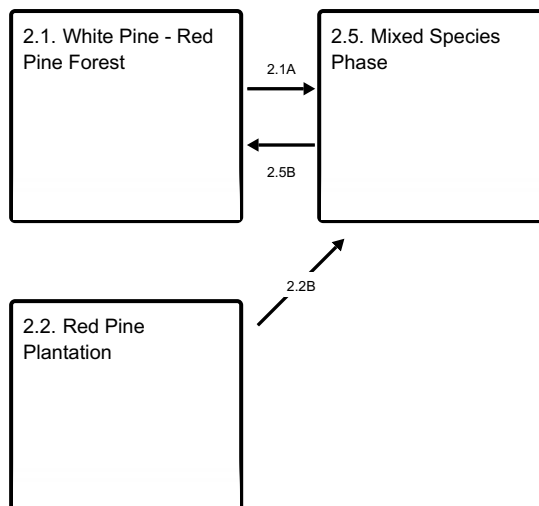 2.1. White Pine - Red
Pine Forest
2.5. Mixed Species
Phase
2.1A
2.5B
2.2B
2.2. Red Pine
Plantation